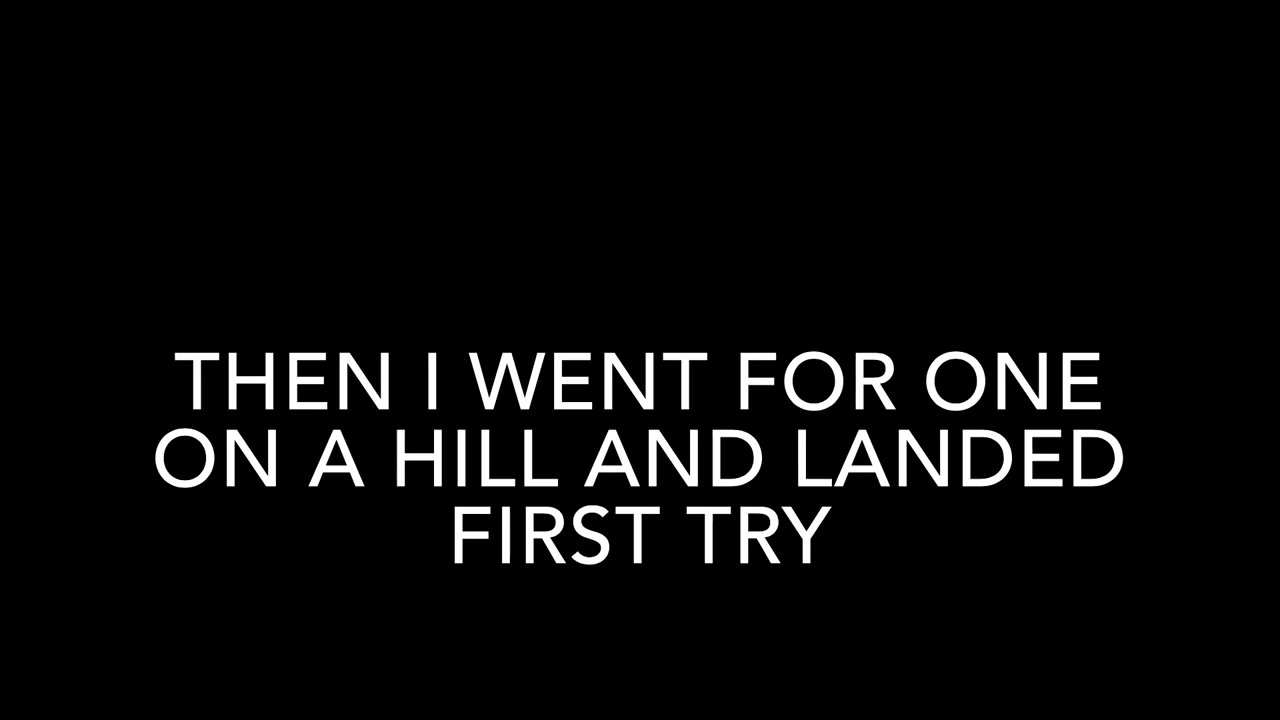 THEN I WENT FOR ONE
ON A HILL AND LANDED
FIRST TRY